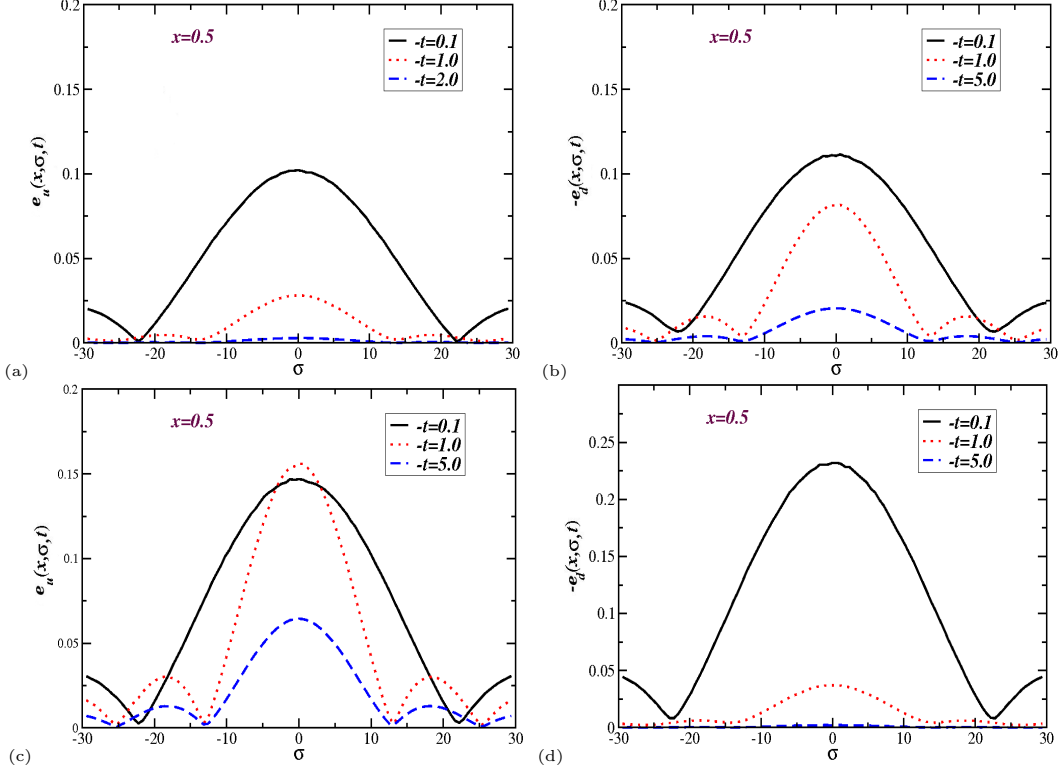 0.2
0.15
0.1
0.05
0
e_u(x,σ,t)
x=0.5
-t=0.1
-t=1.0
-t=2.0
-30 -20 -10 0 10 20 30
σ
(a)
0.2
0.15
0.1
0.05
0
-e_d(x,σ,t)
x=0.5
-t=0.1
-t=1.0
-t=5.0
-30 -20 -10 0 10 20 30
σ
(b)
0.2
0.15
0.1
0.05
0
e_u(x,σ,t)
x=0.5
-t=0.1
-t=1.0
-t=5.0
-30 -20 -10 0 10 20 30
σ
(c)
0.25
0.2
0.15
0.1
0.05
0
-e_d(x,σ,t)
x=0.5
-t=0.1
-t=1.0
-t=5.0
-30 -20 -10 0 10 20 30
σ
(d)